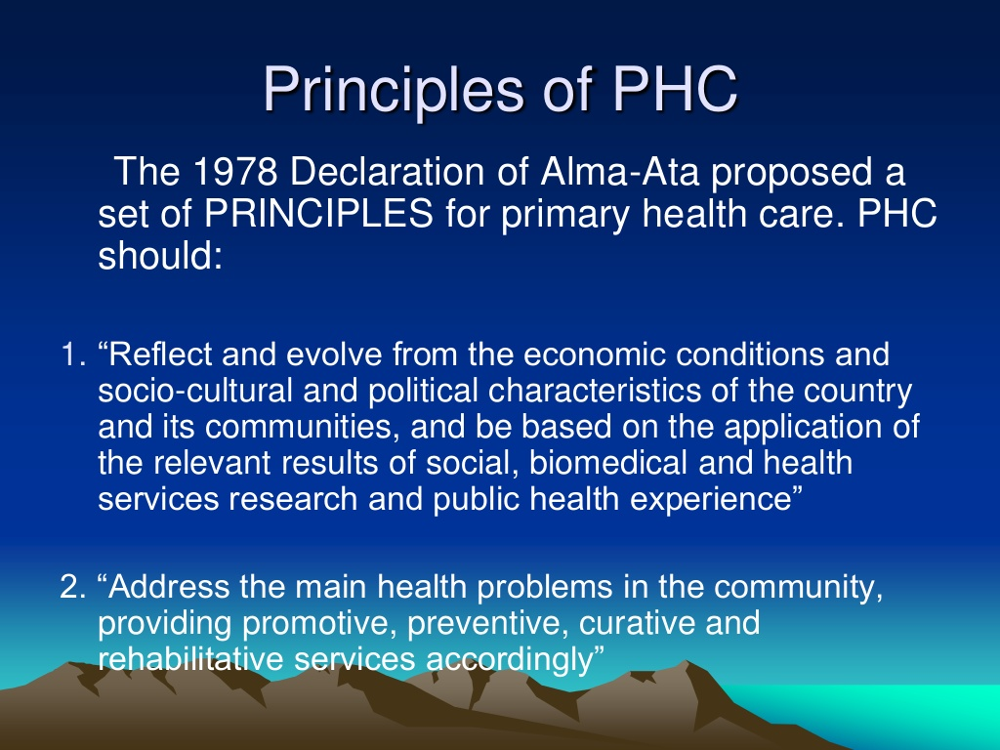 Principles of PHC
The 1978 Declaration of Alma-Ata proposed a
set of PRINCIPLES for primary health care. PHC
should:
1. “Reflect and evolve from the economic conditions and
socio-cultural and political characteristics of the country
and its communities, and be based on the application of
the relevant results of social, biomedical and health
services research and public health experience”
2. “Address the main health problems in the community,
providing promotive, preventive, curative and
rehabilitative services accordingly”